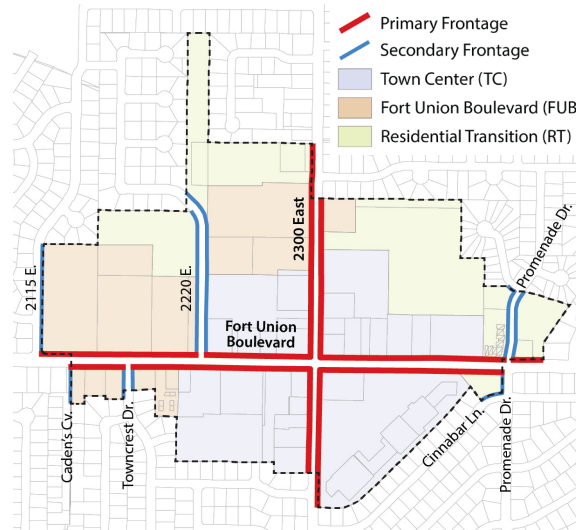 Primary Frontage
Secondary Frontage
Town Center (TC)
Fort Union Boulevard (FUB
Residential Transition (RT)
2300 East
Promenade Dr.
2115 E.
2220 E.
Fort Union
Boulevard
Caden's Cv.
Towncrest Dr.
Cinnabar Ln.
Promenade Dr.